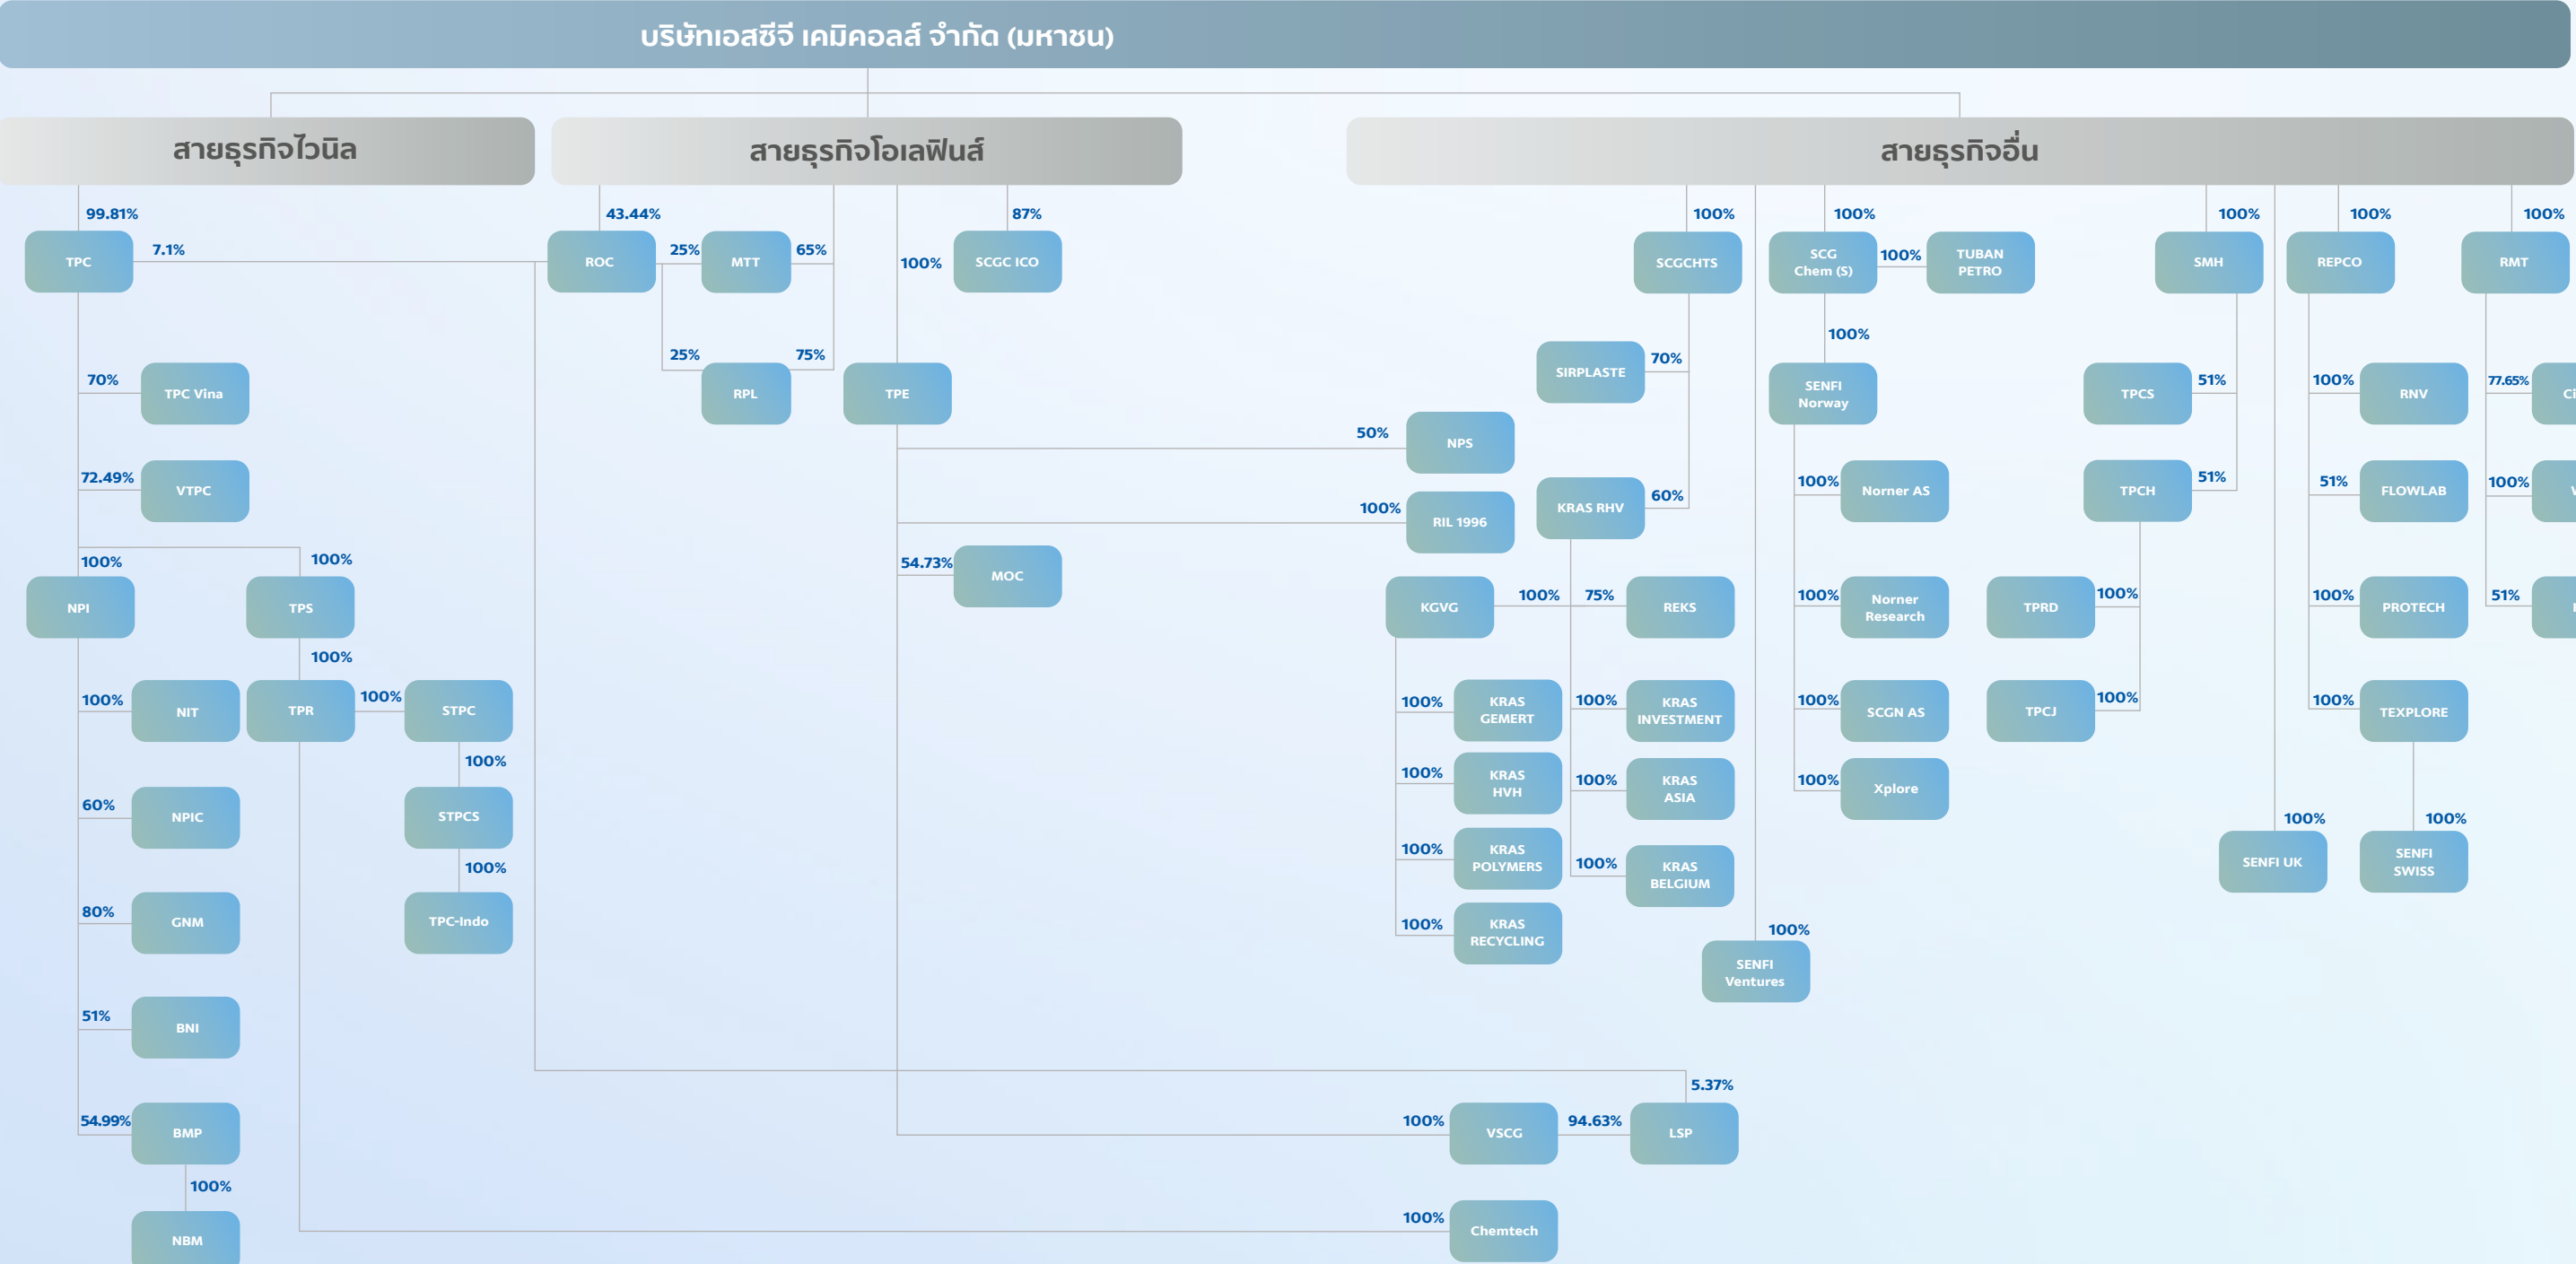 บริษัทเอสซีจี เคมิคอลส์ จำกัด (มหาชน)
สายธุรกิจไวนิล
สายธุรกิจโอเลฟินส์
สายธุรกิจอื่น
99.81%
TPC
7.1%
70%
TPC Vina
72.49%
VTPC
100%
NPI
100%
TPS
100%
100%
NIT
TPR
100%
STPC
100%
60%
NPIC
STPCS
100%
80%
GNM
TPC-Indo
51%
BNI
54.99%
BMP
100%
NBM
43.44%
ROC
25%
MTT
65%
25%
RPL
75%
100%
TPE
87%
SCGC ICO
50%
NPS
100%
RIL 1996
54.73%
MOC
100%
VSCG
94.63%
LSP
5.37%
100%
Chemtech
100%
SCGCHTS
SIRPLASTE
70%
KRAS RHV
60%
KGVG
100%
75%
REKS
100%
KRAS
GEMERT
100%
KRAS
INVESTMENT
100%
KRAS
HVH
100%
KRAS
ASIA
100%
KRAS
POLYMERS
100%
KRAS
BELGIUM
100%
KRAS
RECYCLING
100%
SENFI
Ventures
100%
SCG
Chem (S)
100%
TUBAN
PETRO
100%
SENFI
Norway
100%
Norner AS
100%
Norner
Research
100%
SCGN AS
100%
Xplore
100%
SMH
TPCS
51%
TPCH
51%
TPRD
100%
TPCJ
100%
100%
SENFI UK
100%
REPCO
100%
RNV
51%
FLOWLAB
100%
PROTECH
100%
TEXPLORE
100%
SENFI
SWISS
100%
RMT
77.65%
100%
51%